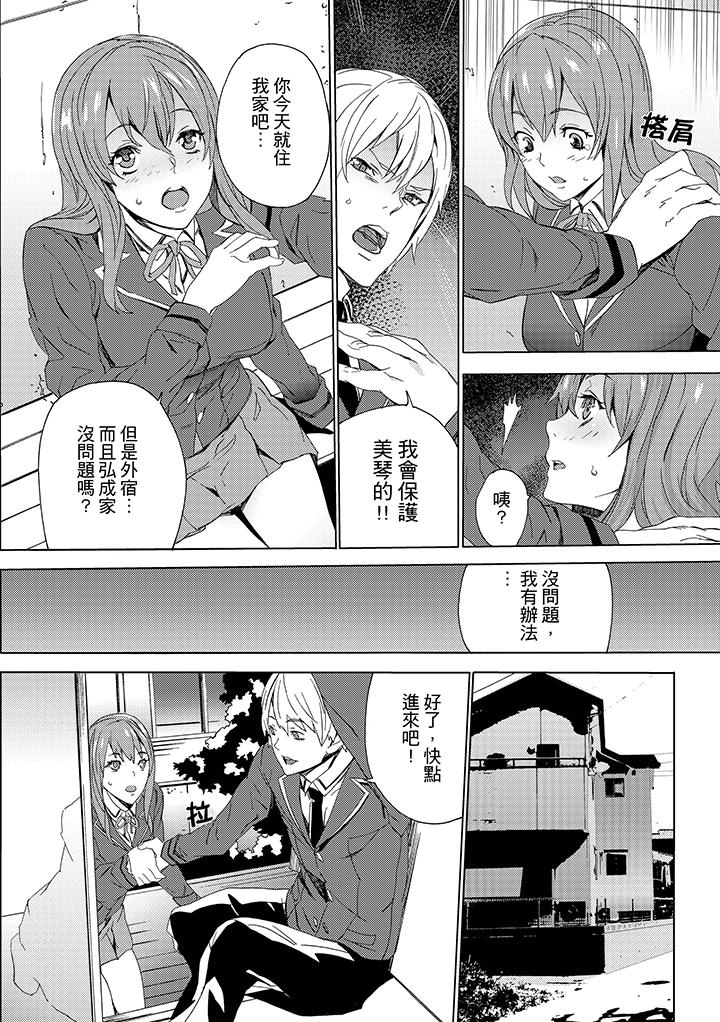 搭肩
咦？
我會保護
美琴的!!
你今天就住
我家吧…
但是外宿…
而且弘成家
沒問題嗎？
沒問題，
我有辦法
…
好了，快點
進來吧！
拉